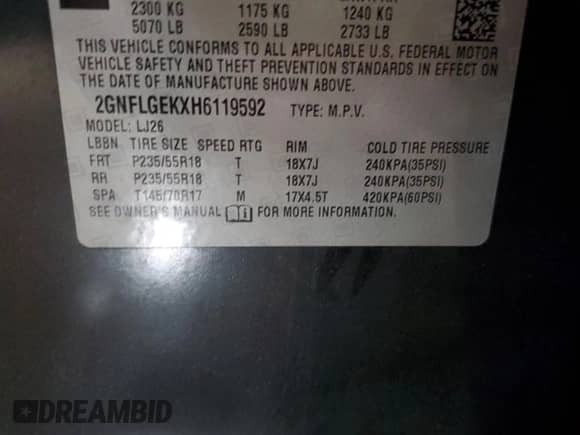 2300 KG 1175 KG 1240 KG
5070 LB 2590 LB 2733 LB
THIS VEHICLE CONFORMS TO ALL APPLICABLE U.S. FEDERAL MOTOR
VEHICLE SAFETY AND THEFT PREVENTION STANDARDS IN EFFECT ON
THE DATE OF MANUFACTURE SHOWN ABOVE.
2GNFLGEKXH6119592 TYPE: M.P.V.
MODEL: LJ26
LBBN TIRE SIZE SPEED RTG RIM COLD TIRE PRESSURE
FRT P235/55R18 T 18X7J 240KPA(35PSI)
RR P235/55R18 T 18X7J 240KPA(35PSI)
SPA T145/70R17 M 17X4.5T 420KPA(60PSI)
SEE OWNER'S MANUAL FOR MORE INFORMATION.
DREAMBID